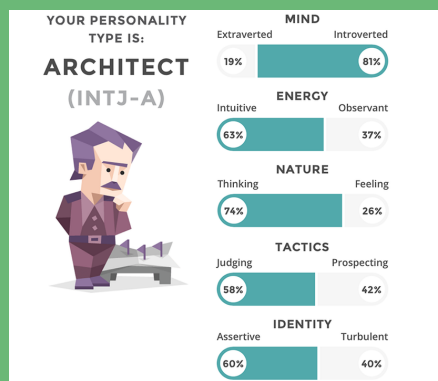 YOUR PERSONALITY
TYPE IS:
ARCHITECT
(INTJ-A)
MIND
Extraverted Introverted
19% 81%
ENERGY
Intuitive Observant
63% 37%
NATURE
Thinking Feeling
74% 26%
TACTICS
Judging Prospecting
58% 42%
IDENTITY
Assertive Turbulent
60% 40%